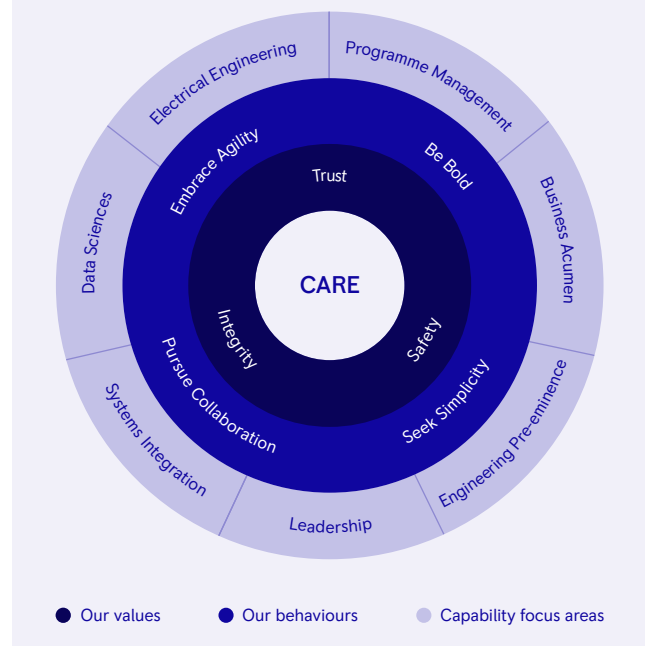 Electrical Engineering
Programme Management
Business Acumen
Engineering Pre-eminence
Leadership
Systems Integration
Data Sciences
Embrace Agility
Be Bold
Seek Simplicity
Pursue Collaboration
Trust
Safety
Integrity
CARE
Our values
Our behaviours
Capability focus areas